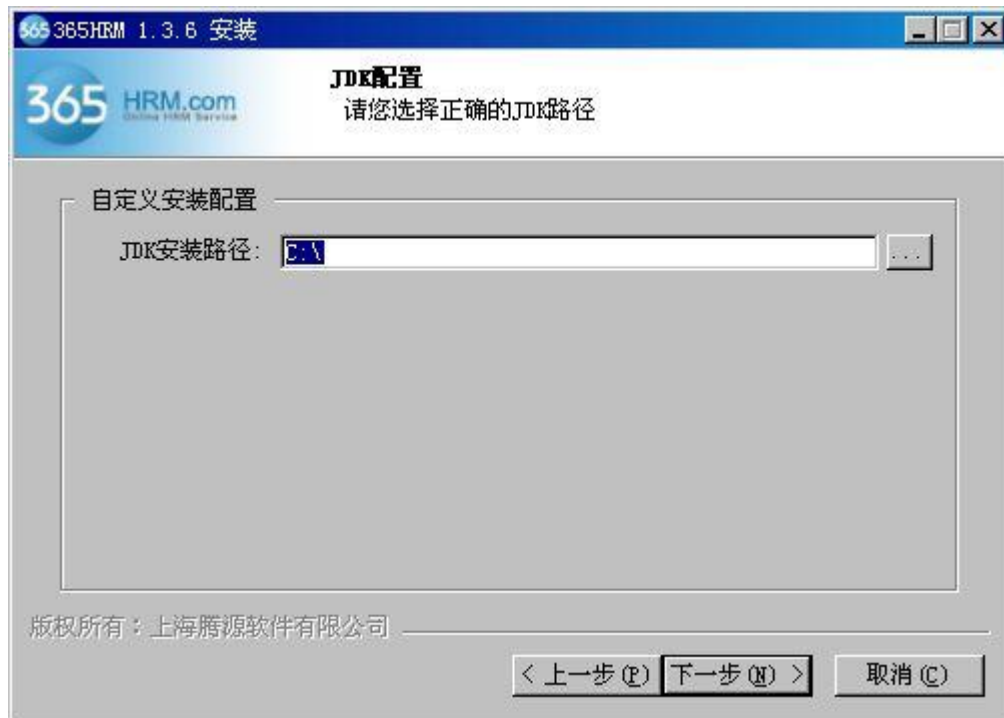 365 365HRM 1.3.6 安装
365 HRM.com
Online HRM Service
JDK配置
请您选择正确的JDK路径
自定义安装配置
JDK安装路径: C:\ ...
版权所有：上海腾源软件有限公司
< 上一步(P) 下一步(N) > 取消(C)